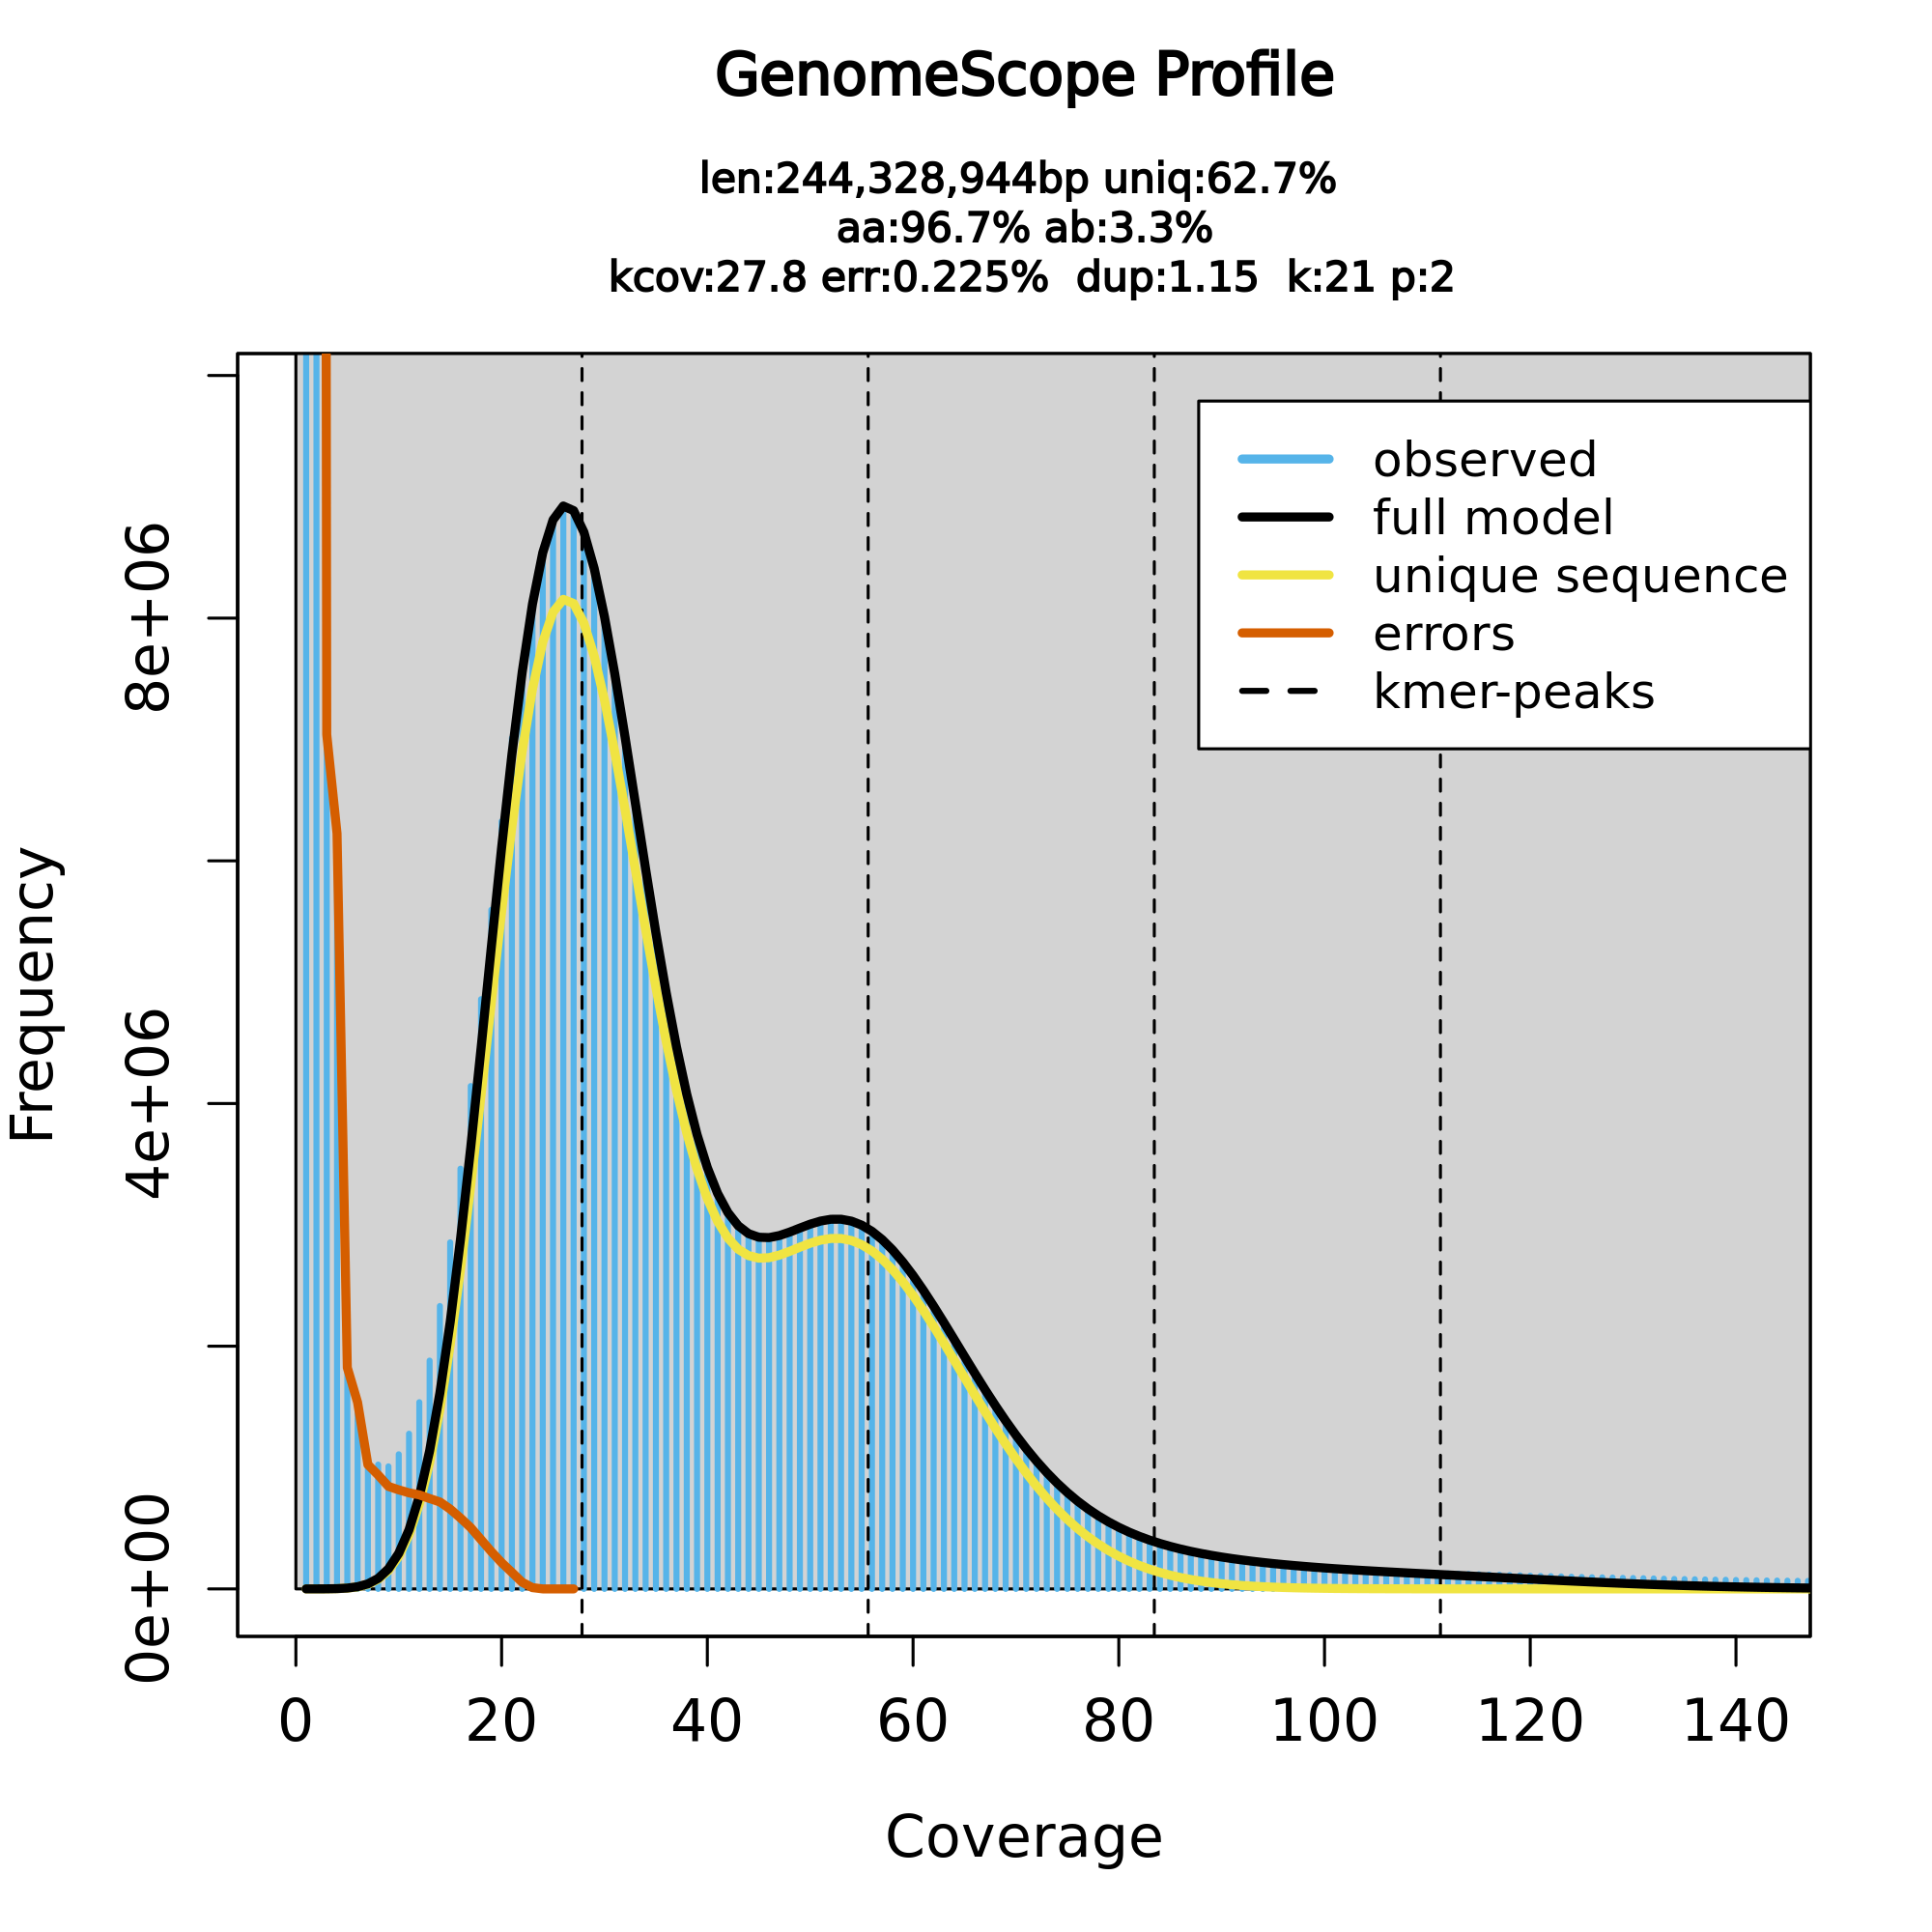 GenomeScope Profile
len:244,328,944bp uniq:62.7%
aa:96.7% ab:3.3%
kcov:27.8 err:0.225% dup:1.15 k:21 p:2
observed
full model
unique sequence
errors
kmer-peaks
Frequency
8e+06
4e+06
0e+00
0 20 40 60 80 100 120 140
Coverage